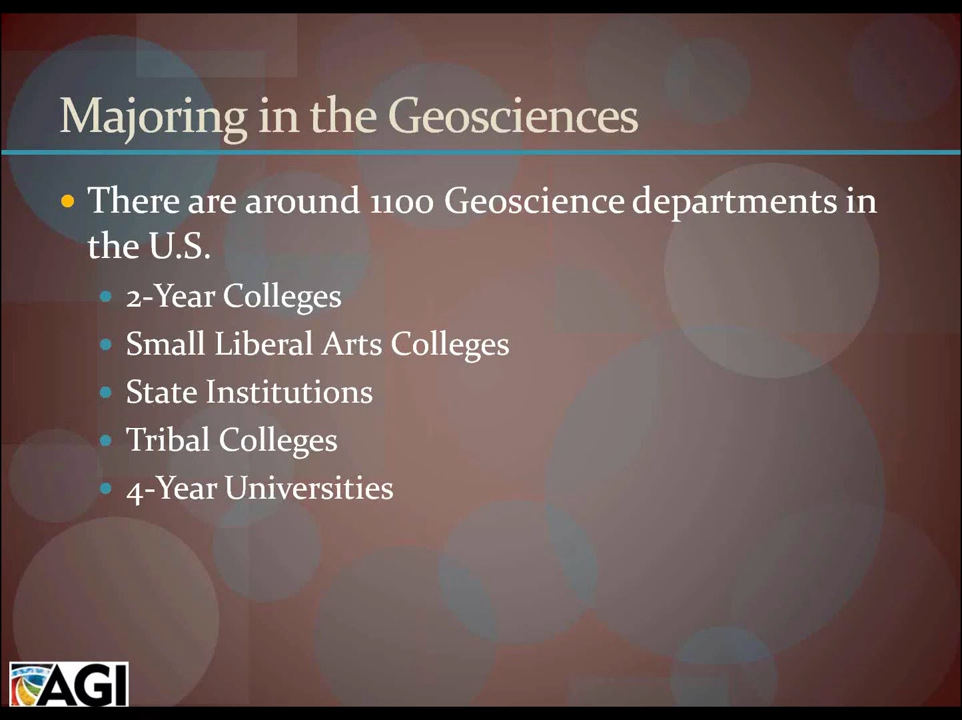 Majoring in the Geosciences
There are around 1100 Geoscience departments in
the U.S.
2-Year Colleges
Small Liberal Arts Colleges
State Institutions
Tribal Colleges
4-Year Universities
AGI